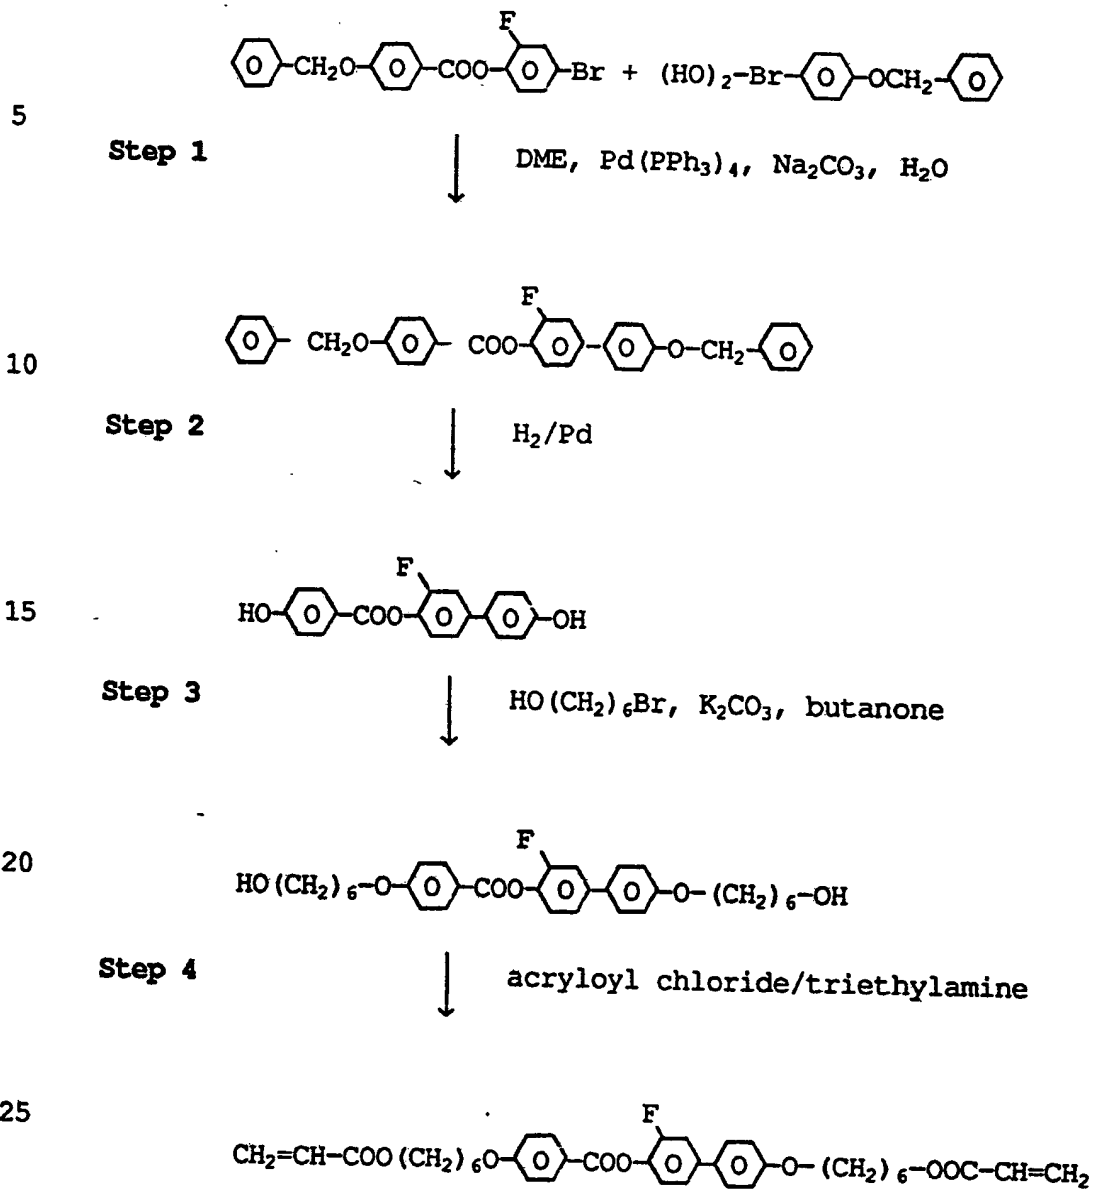 F
CH₂O-COO-Br + (HO)₂-Br-OCH₂
5
Step 1
DME, Pd(PPh₃)₄, Na₂CO₃, H₂O
F
CH₂O-COO-O-CH₂
10
Step 2
H₂/Pd
F
15
HO-COO-OH
Step 3
HO(CH₂)₆Br, K₂CO₃, butanone
F
20
HO(CH₂)₆-O-COO-O-(CH₂)₆-OH
Step 4
acryloyl chloride/triethylamine
25
F
CH₂=CH-COO(CH₂)₆O-COO-O-(CH₂)₆-OOC-CH=CH₂